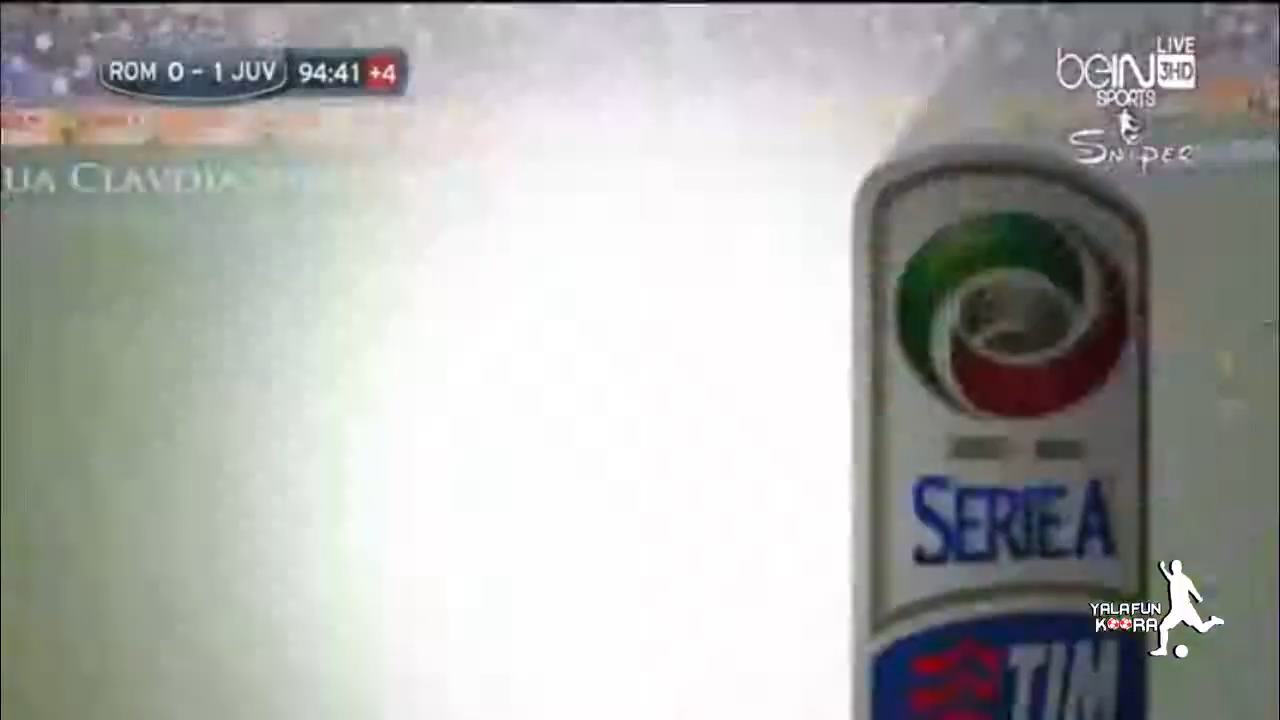 ROM 0 - 1 JUV 94:41 +4
LIVE
beIN 3HD
SPORTS
SNIPER
UA CLAVDIA
SERIE A
TIM
YALAFUN
KOORA